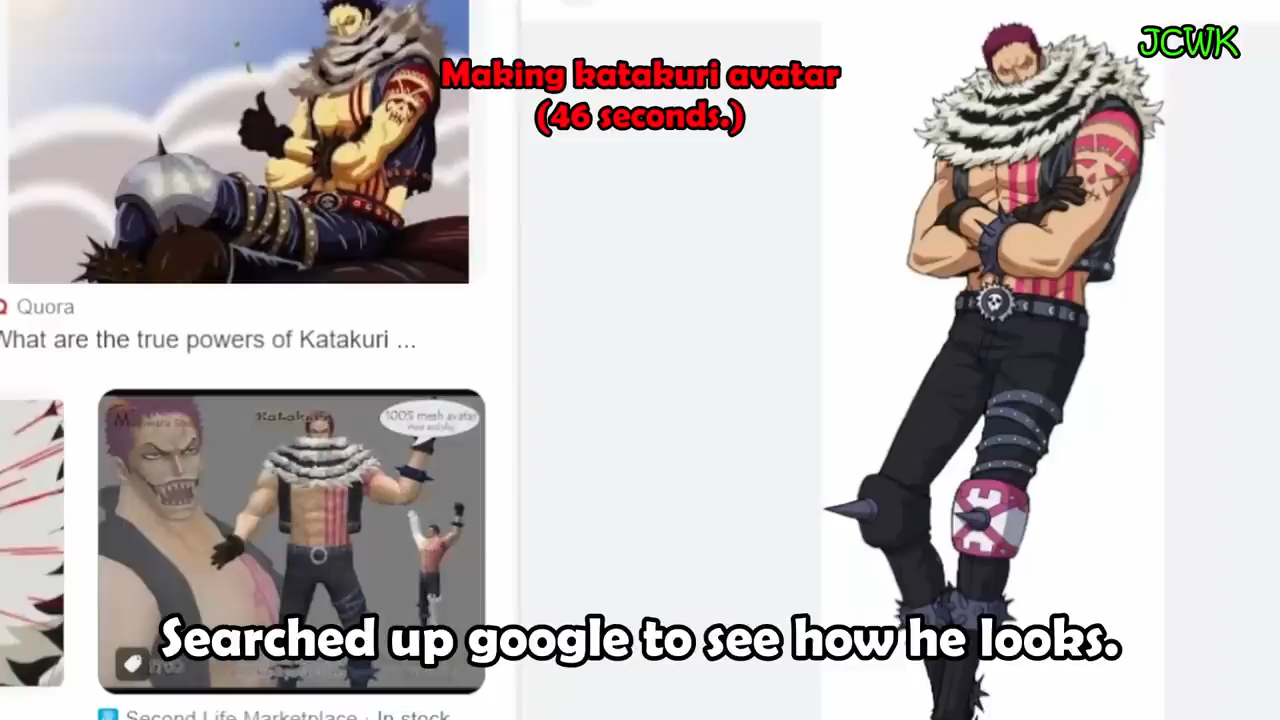 JCWK
Making katakuri avatar
(46 seconds.)
Quora
What are the true powers of Katakuri ...
Katakuri
100% mesh avatar
Searched up google to see how he looks.
Second Life Marketplace · In stock